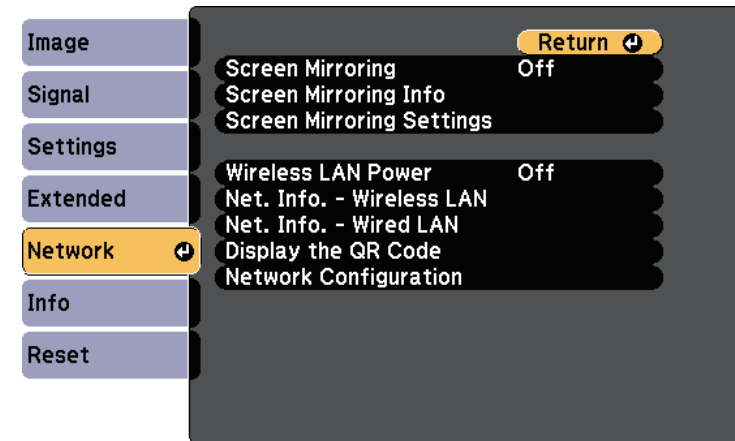 Image
Signal
Settings
Extended
Network
Info
Reset
Return
Screen Mirroring Off
Screen Mirroring Info
Screen Mirroring Settings
Wireless LAN Power Off
Net. Info. - Wireless LAN
Net. Info. - Wired LAN
Display the QR Code
Network Configuration